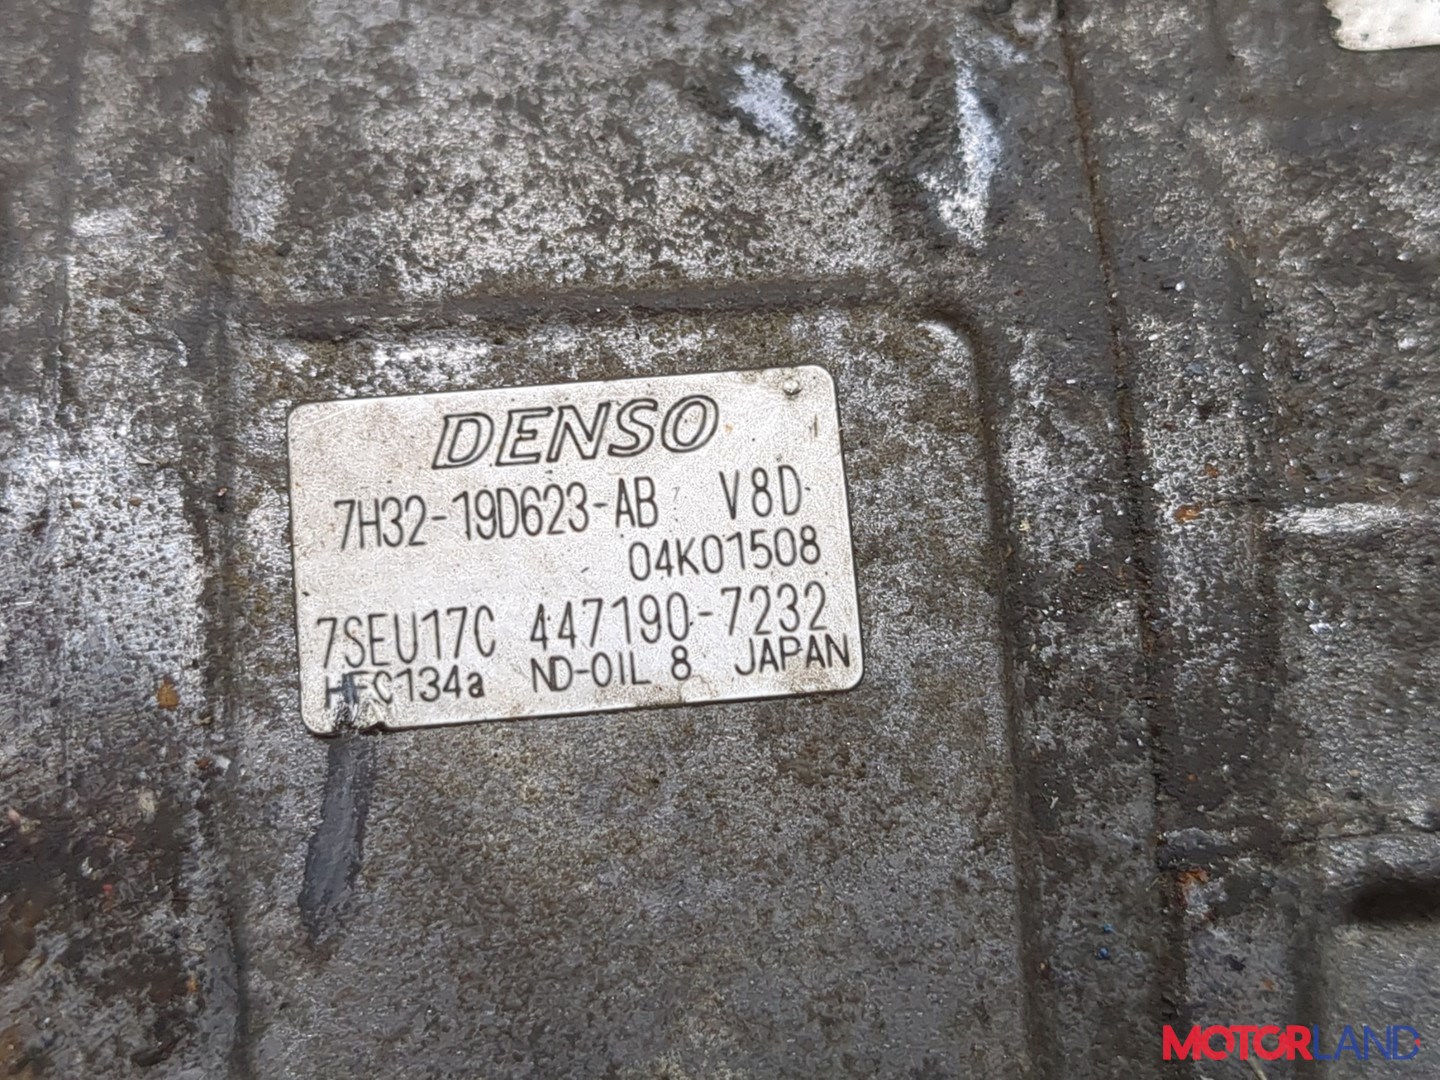 DENSO
7H32-19D623-AB V8D
04K01508
7SEU17C 447190-7232
HFC134a ND-OIL 8 JAPAN
MOTORLAND